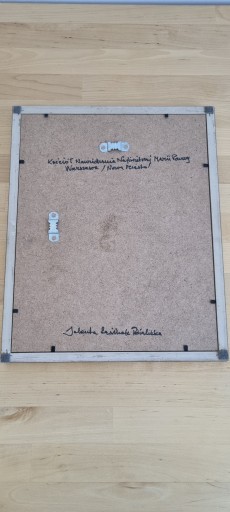 Kościół Nawiedzenia Najświętszej Marii Panny
Warszawa / Nowe Miasto
Jolanta